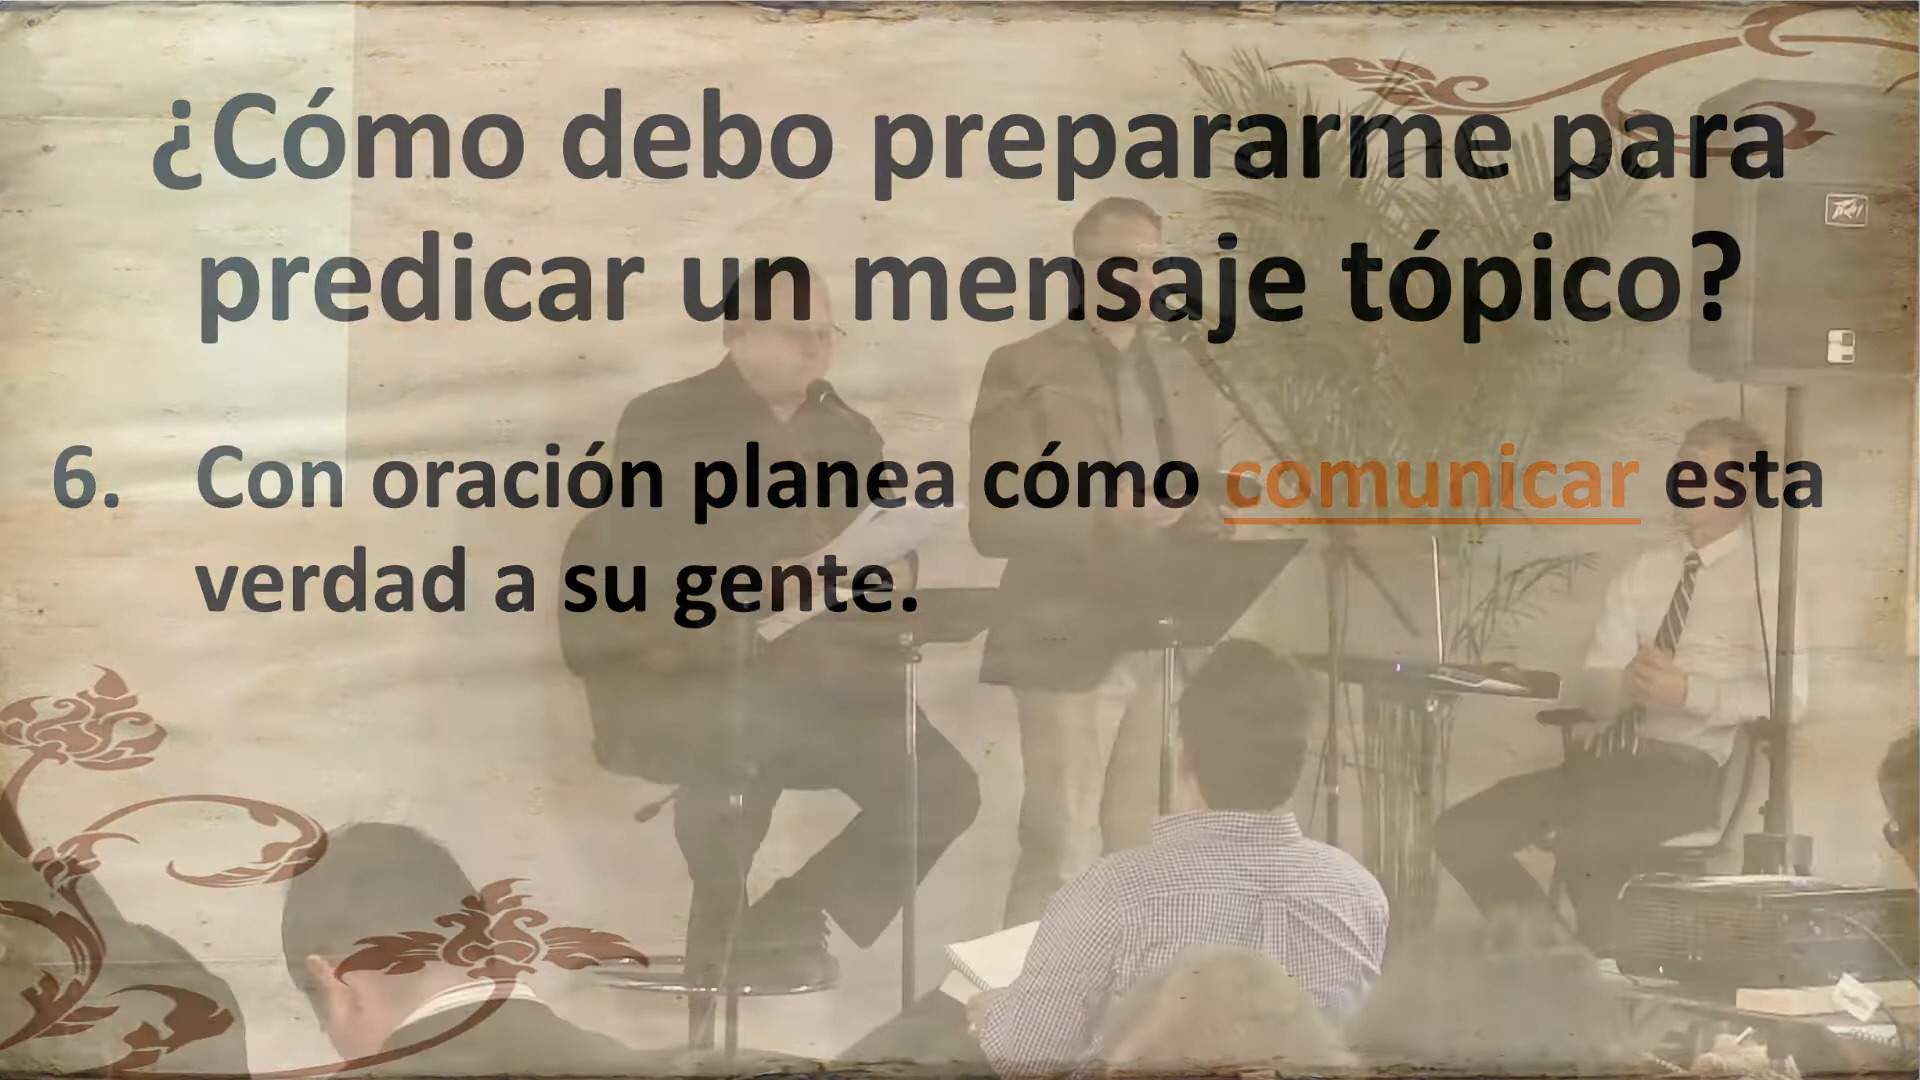 ¿Cómo debo prepararme para
predicar un mensaje tópico?
6. Con oración planea cómo comunicar esta
verdad a su gente.